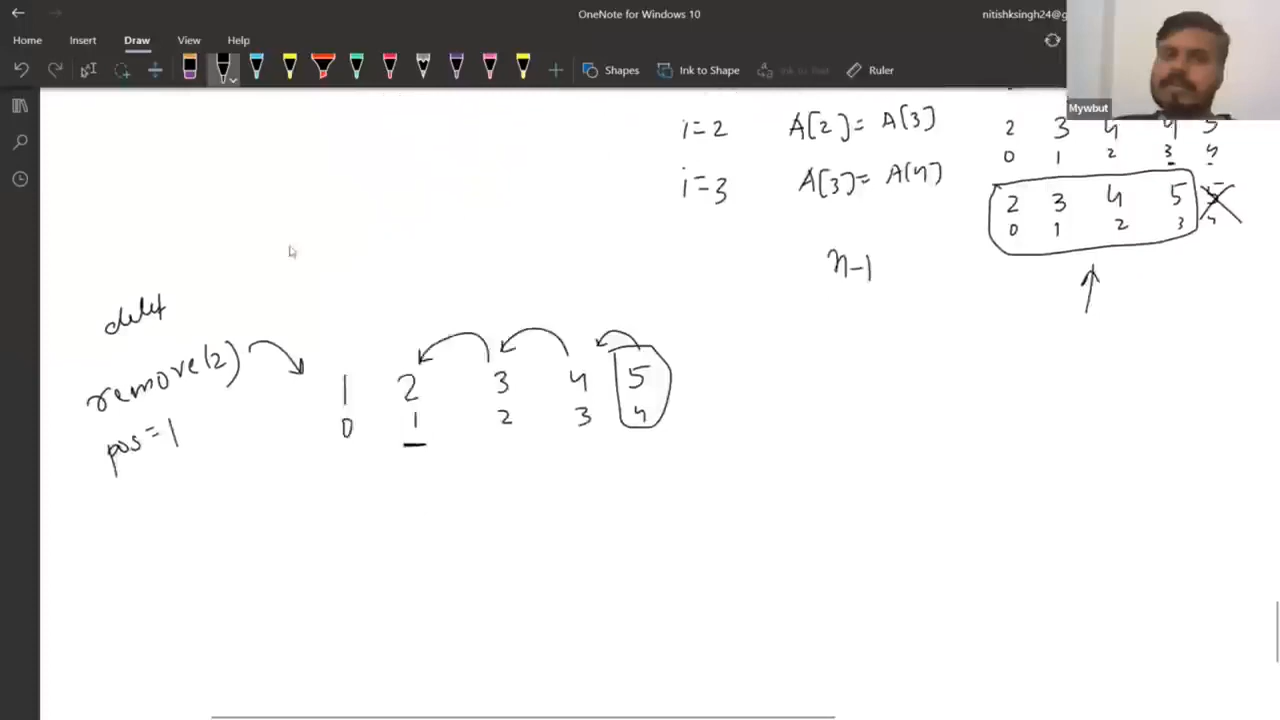 OneNote for Windows 10
nitishksingh24@g
Home Insert Draw View Help
Shapes Ink to Shape Ruler
Mywbut
i=2 A[2]= A[3] 2 3 4 4 5
0 1 2 3 4
i=3 A[3]= A[4] 2 3 4 5
0 1 2 3 4
n-1
remove(2) 1 2 3 4 5
0 1 2 3 4
pos=1